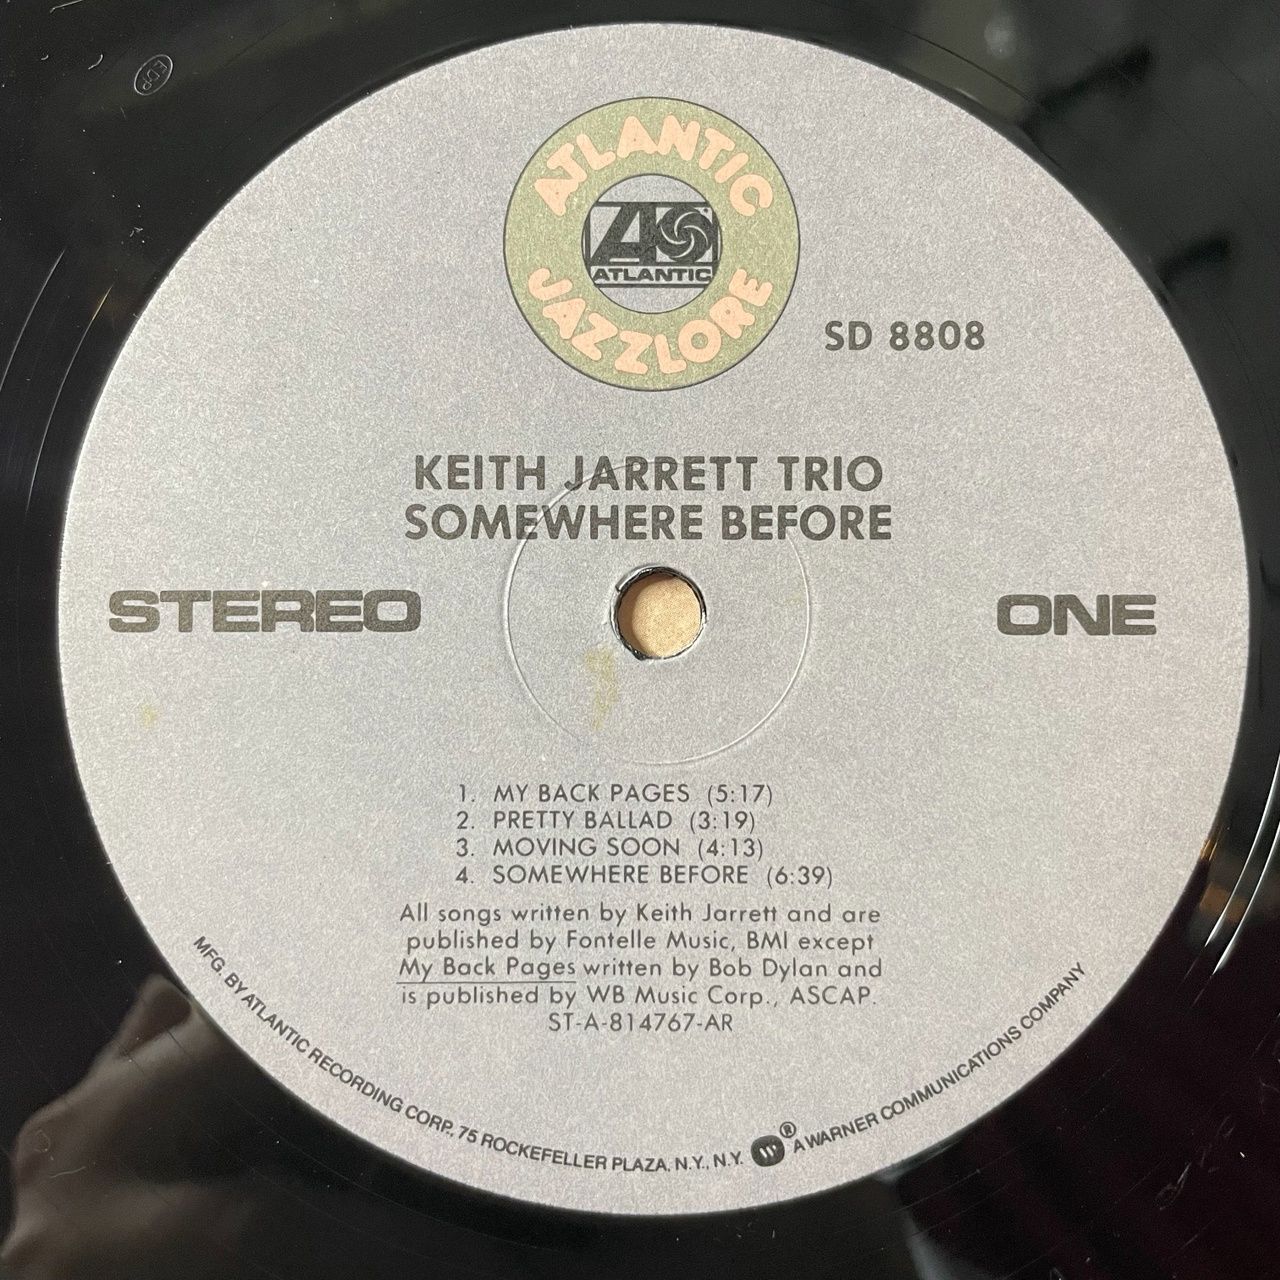 EDP
ATLANTIC
ATLANTIC
JAZZLORE
SD 8808
KEITH JARRETT TRIO
SOMEWHERE BEFORE
STEREO
ONE
1. MY BACK PAGES (5:17)
2. PRETTY BALLAD (3:19)
3. MOVING SOON (4:13)
4. SOMEWHERE BEFORE (6:39)
All songs written by Keith Jarrett and are
published by Fontelle Music, BMI except
My Back Pages written by Bob Dylan and
is published by WB Music Corp., ASCAP.
ST-A-814767-AR
MFG. BY ATLANTIC RECORDING CORP., 75 ROCKEFELLER PLAZA, N.Y., N.Y. ® A WARNER COMMUNICATIONS COMPANY